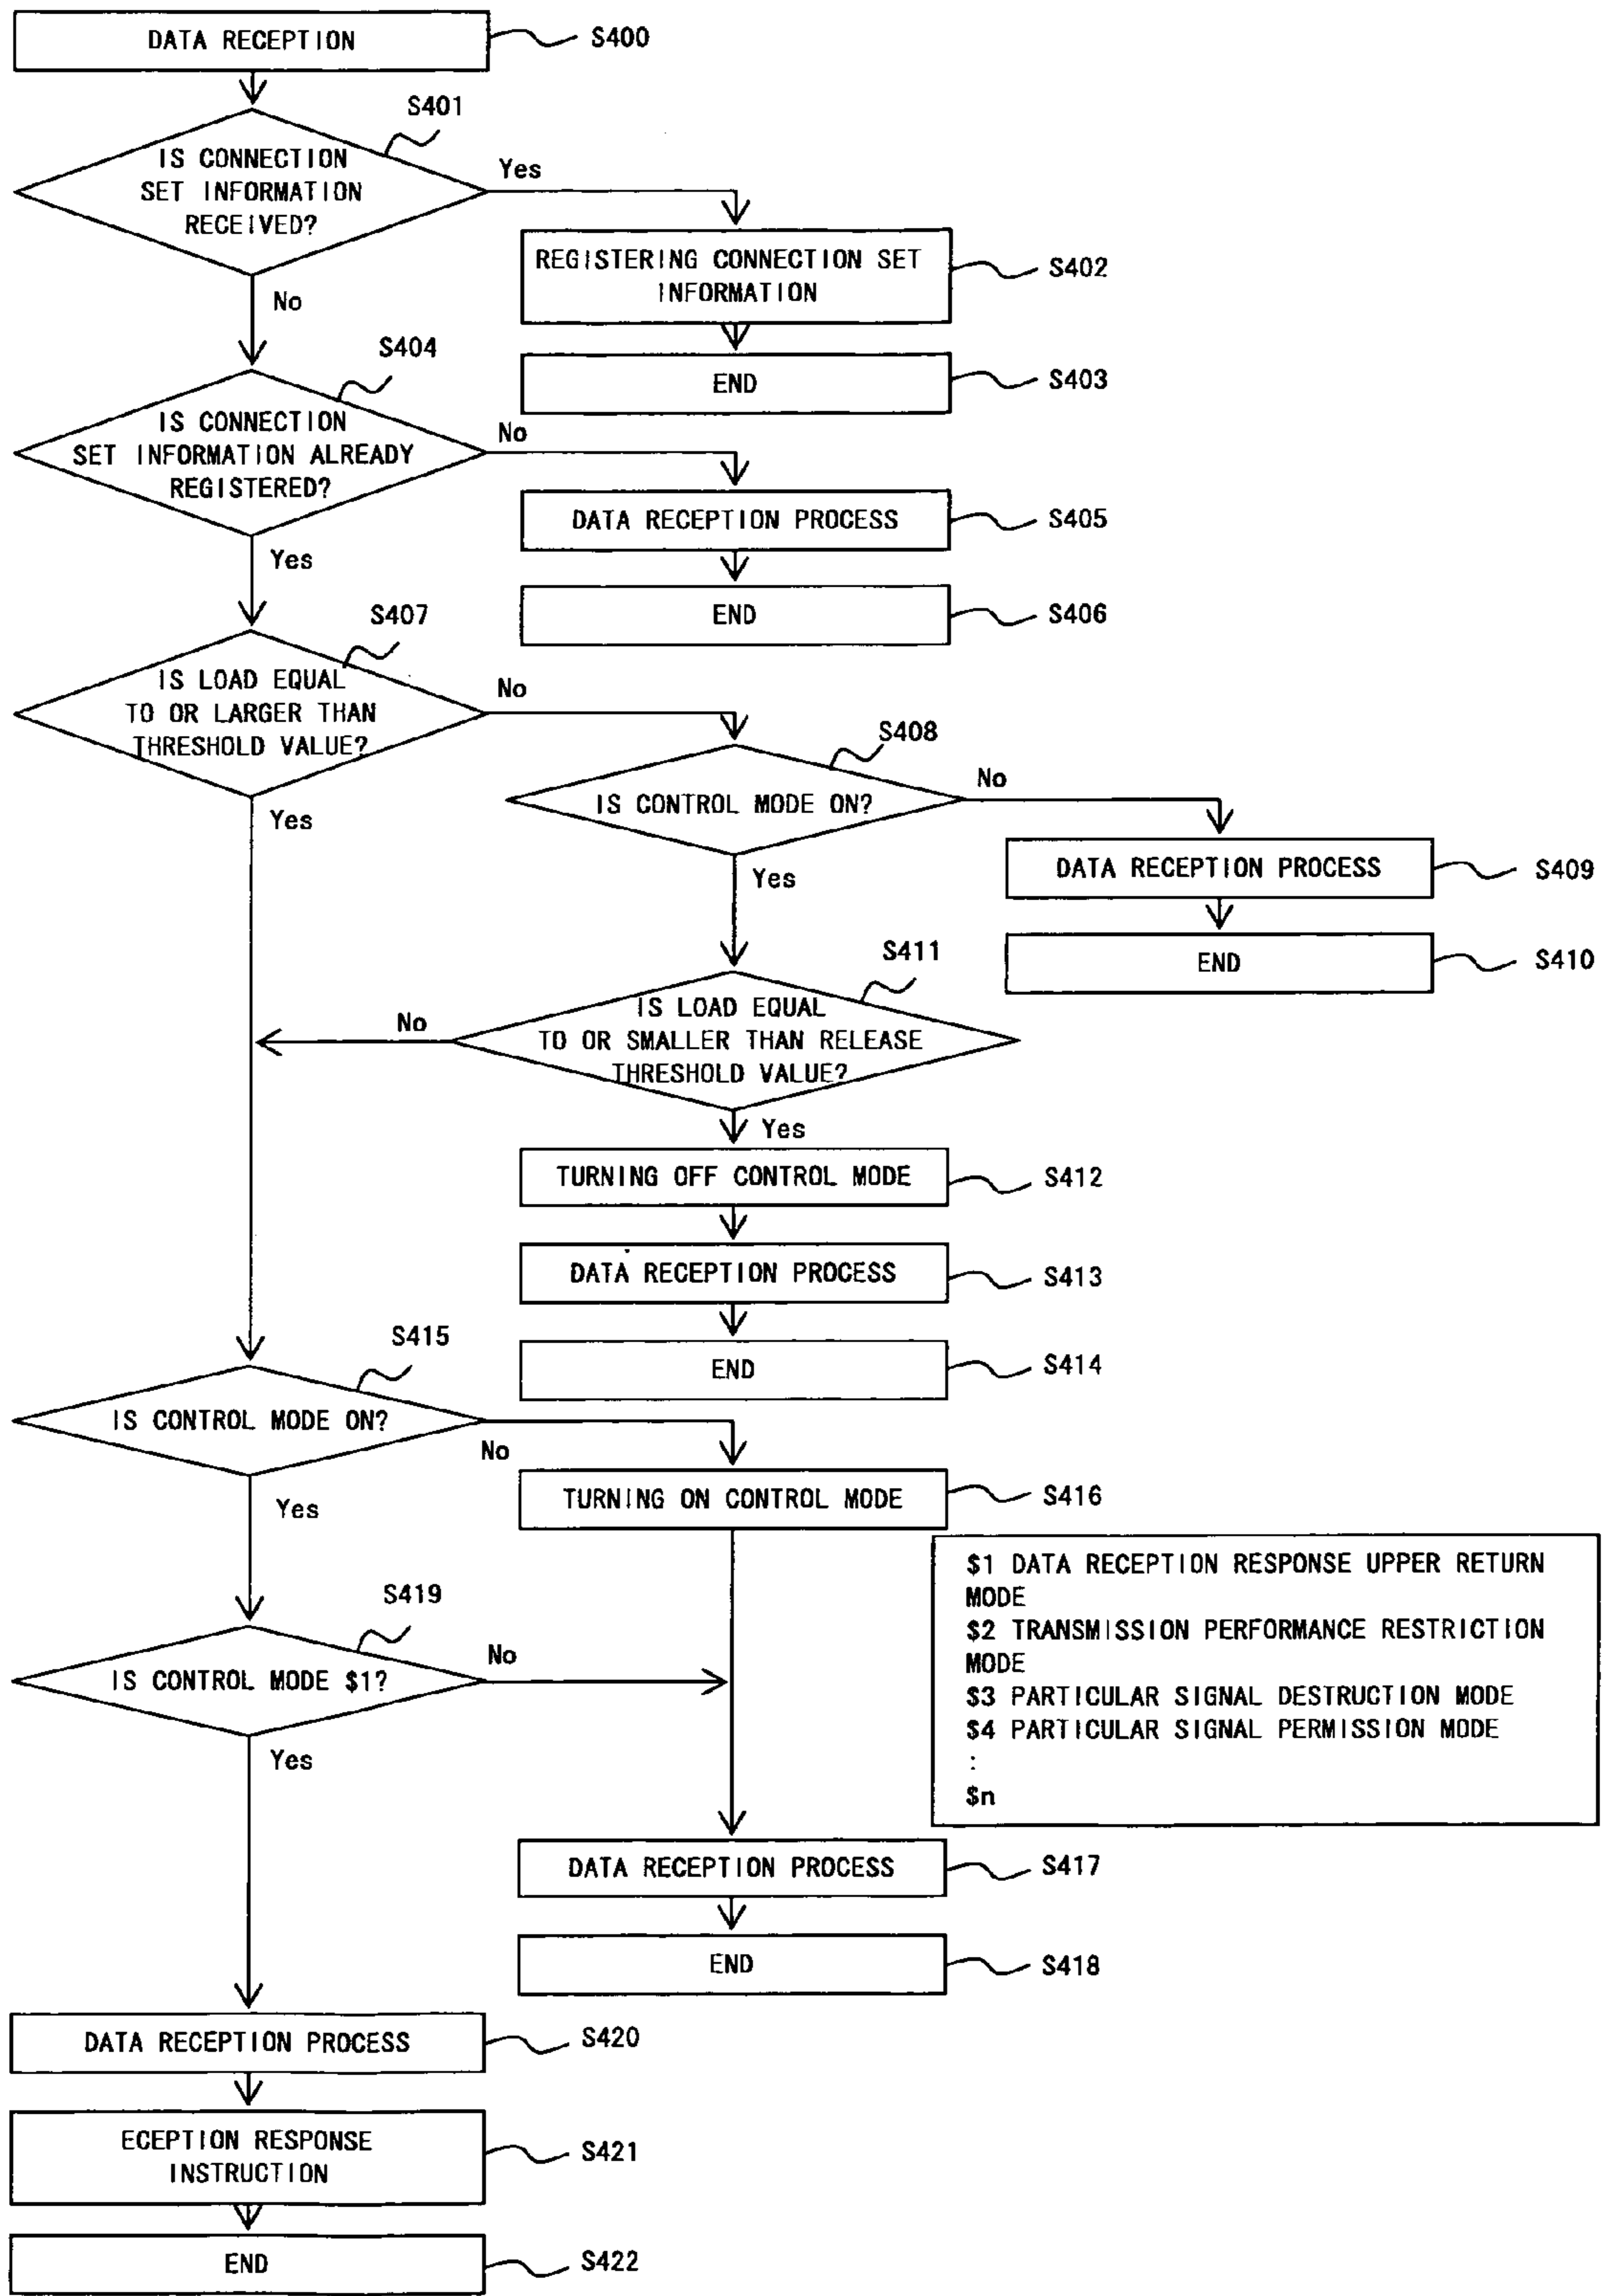 DATA RECEPTION
S400
S401
IS CONNECTION
SET INFORMATION
RECEIVED?
Yes
No
REGISTERING CONNECTION SET
INFORMATION
S402
END
S403
S404
IS CONNECTION
SET INFORMATION ALREADY
REGISTERED?
No
Yes
DATA RECEPTION PROCESS
S405
END
S406
S407
IS LOAD EQUAL
TO OR LARGER THAN
THRESHOLD VALUE?
No
Yes
S408
IS CONTROL MODE ON?
No
Yes
DATA RECEPTION PROCESS
S409
END
S410
S411
IS LOAD EQUAL
TO OR SMALLER THAN RELEASE
THRESHOLD VALUE?
No
Yes
TURNING OFF CONTROL MODE
S412
DATA RECEPTION PROCESS
S413
END
S414
S415
IS CONTROL MODE ON?
No
Yes
TURNING ON CONTROL MODE
S416
$1 DATA RECEPTION RESPONSE UPPER RETURN
MODE
$2 TRANSMISSION PERFORMANCE RESTRICTION
MODE
$3 PARTICULAR SIGNAL DESTRUCTION MODE
$4 PARTICULAR SIGNAL PERMISSION MODE
:
$n
S419
IS CONTROL MODE $1?
No
Yes
DATA RECEPTION PROCESS
S417
END
S418
DATA RECEPTION PROCESS
S420
ECEPTION RESPONSE
INSTRUCTION
S421
END
S422